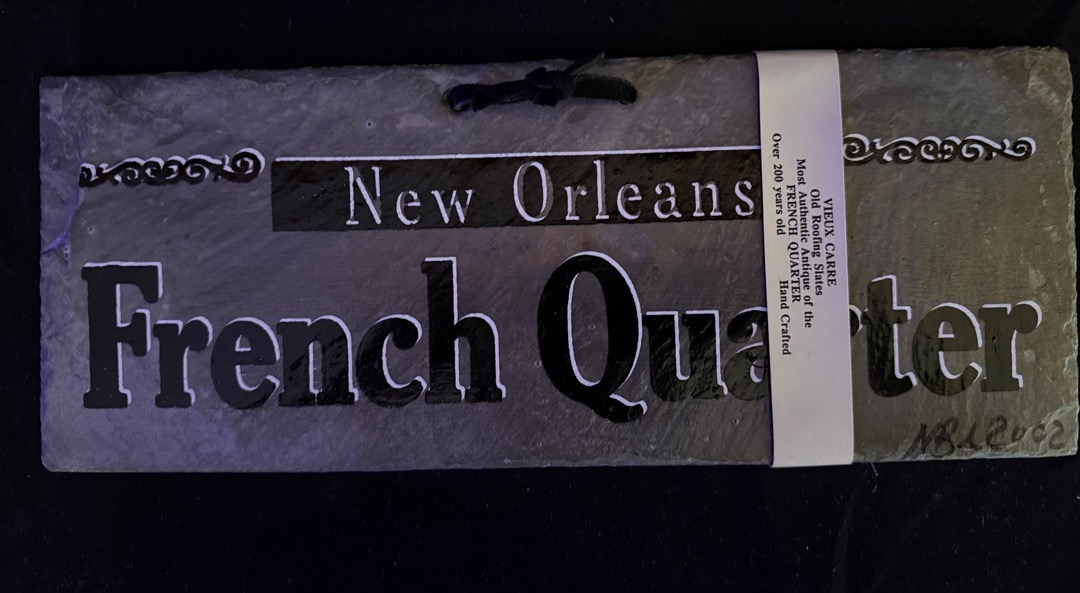 New Orleans
French Quarter
VIEUX CARRE
Old Roofing Slates
Most Authentic Antique of the
FRENCH QUARTER
Over 200 years old Hand Crafted
2002